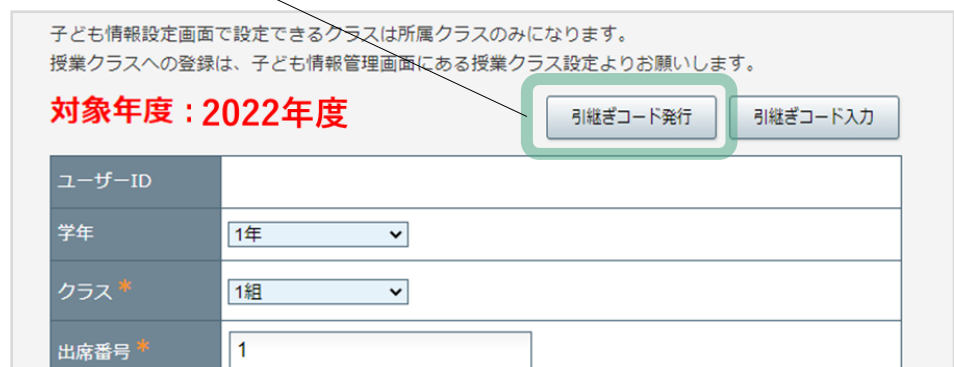 子ども情報設定画面で設定できるクラスは所属クラスのみになります。
授業クラスへの登録は、子ども情報管理画面にある授業クラス設定よりお願いします。
対象年度：2022年度
引継ぎコード発行
引継ぎコード入力
ユーザーID
学年
1年
クラス*
1組
出席番号*
1